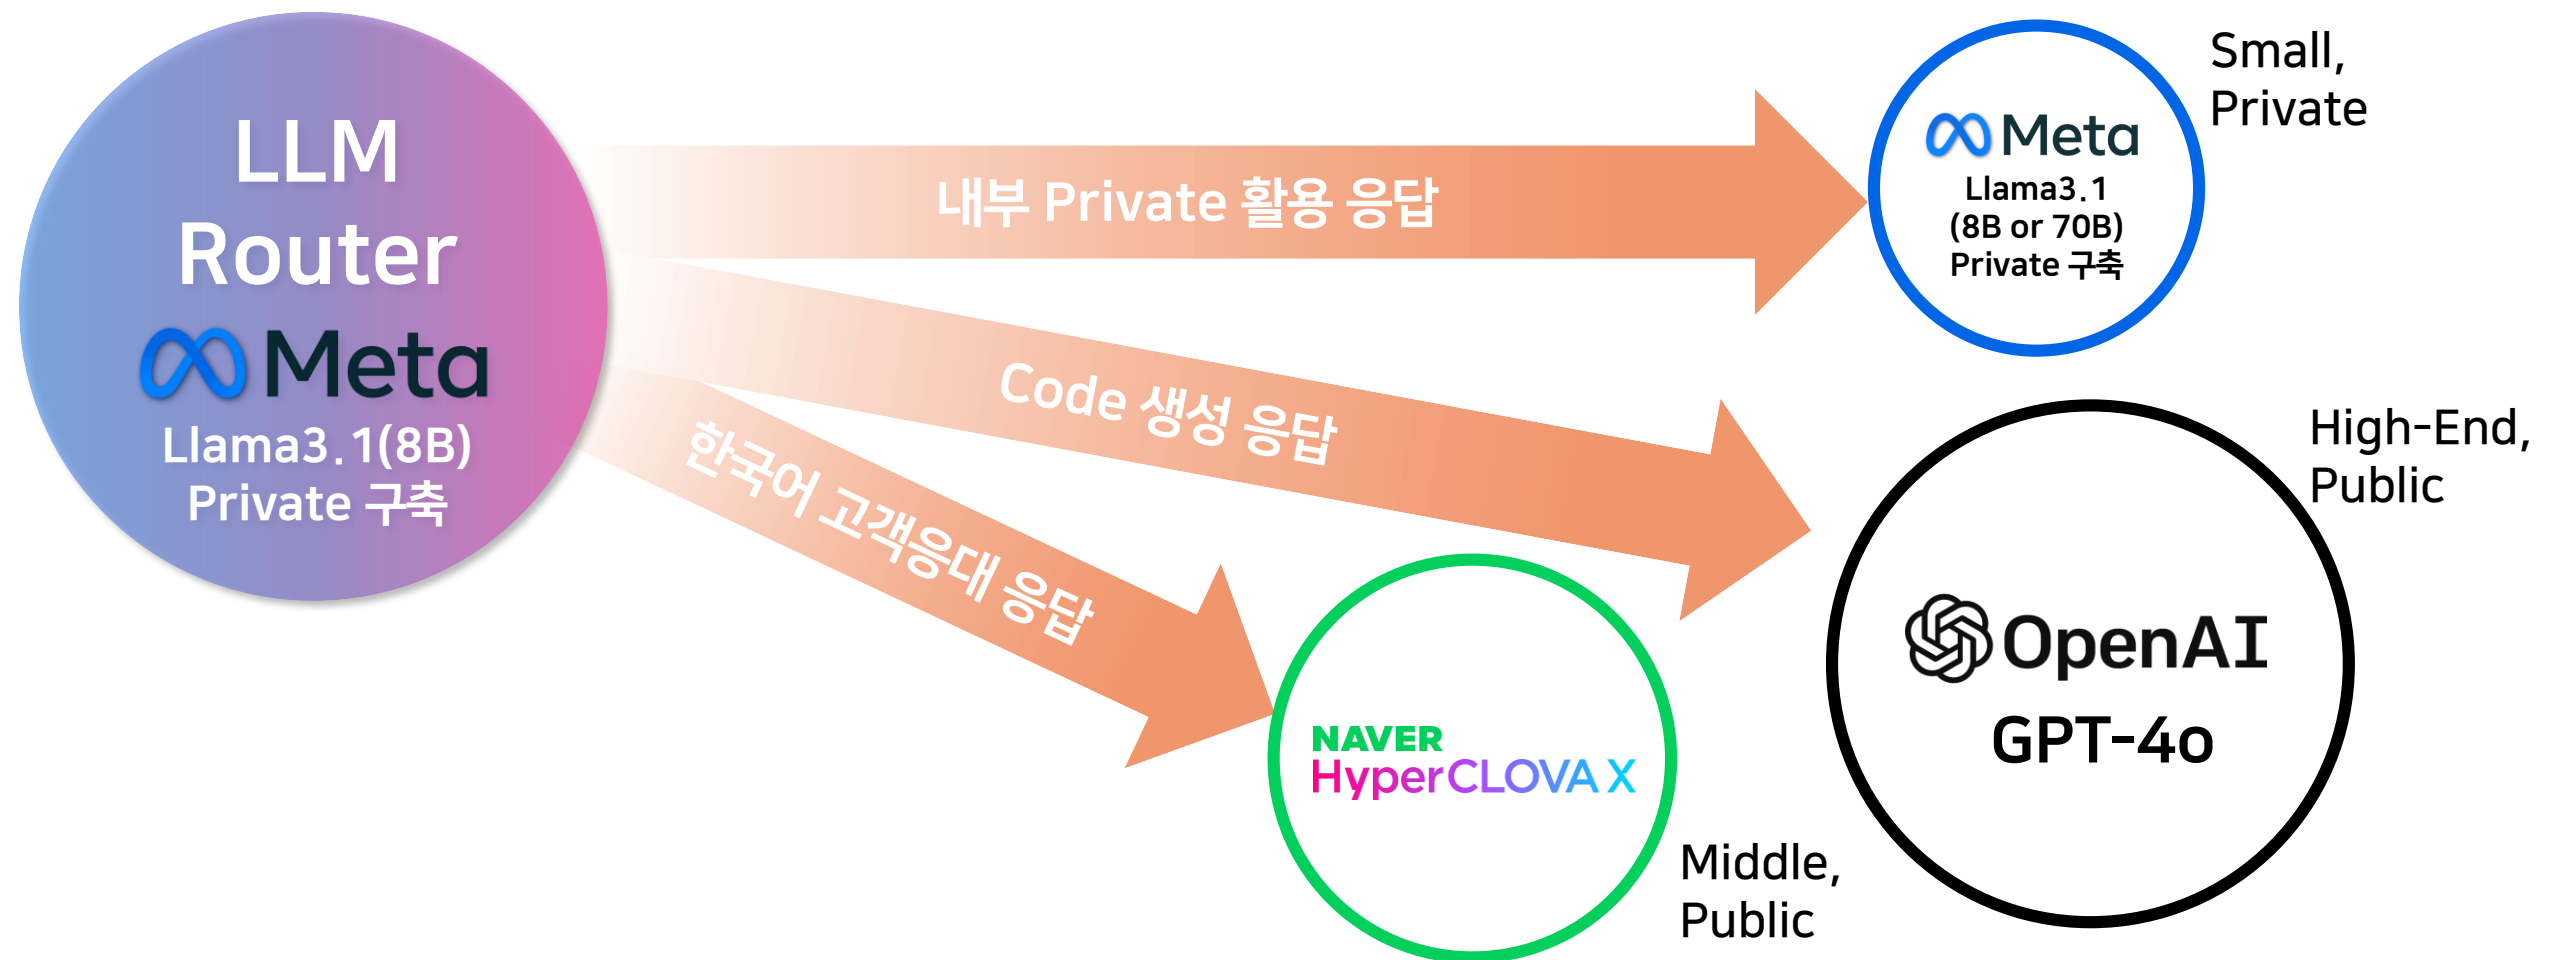 LLM
Router
Meta
Llama3.1(8B)
Private 구축
내부 Private 활용 응답
Code 생성 응답
한국어 고객응대 응답
Meta
Llama3.1
(8B or 70B)
Private 구축
Small,
Private
OpenAI
GPT-4o
High-End,
Public
NAVER
HyperCLOVA X
Middle,
Public